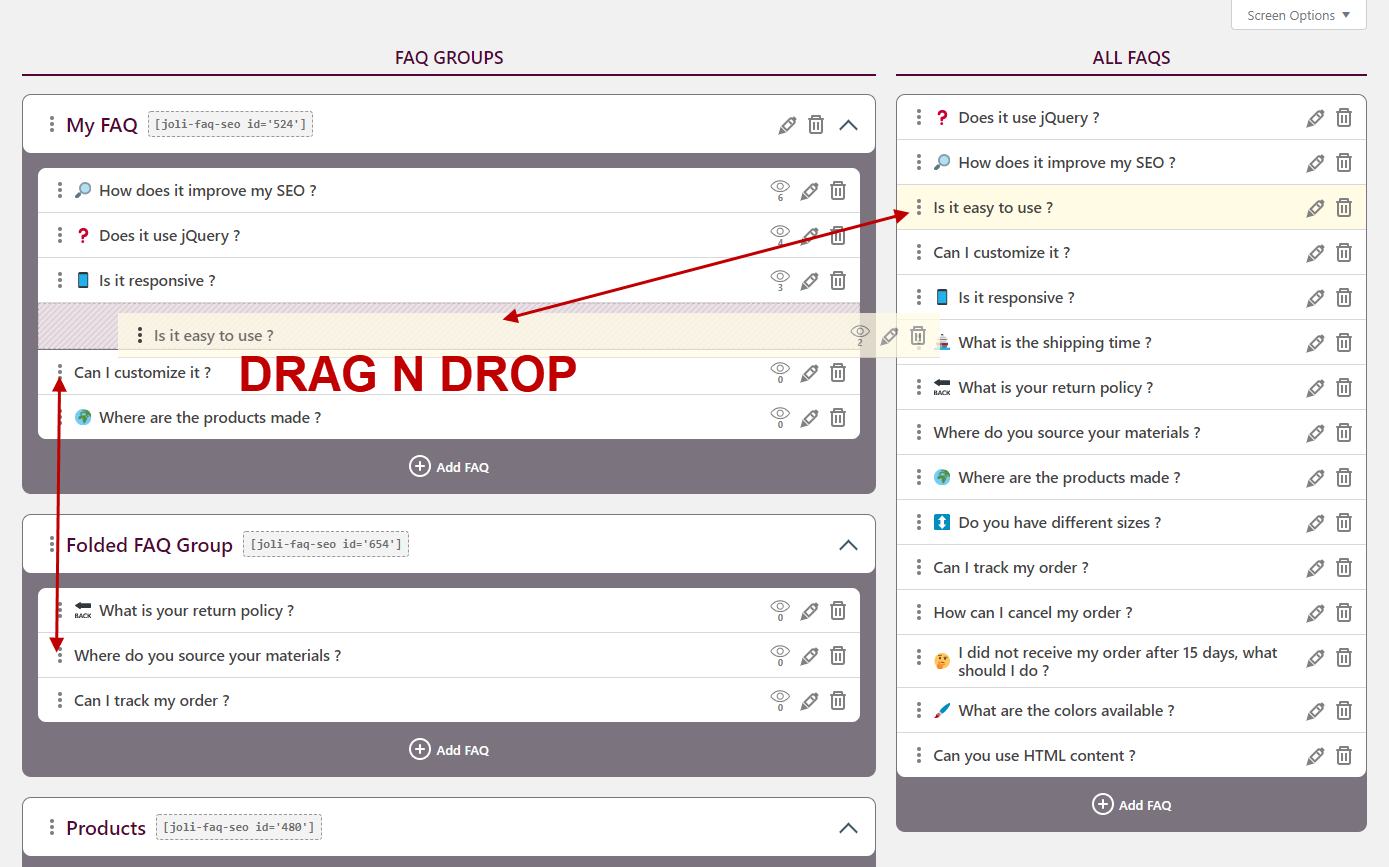 Screen Options
FAQ GROUPS
My FAQ [joli-faq-seo id='524']
How does it improve my SEO ?
6
Does it use jQuery ?
4
Is it responsive ?
3
Is it easy to use ?
2
DRAG N DROP
Can I customize it ?
0
Where are the products made ?
0
Add FAQ
Folded FAQ Group [joli-faq-seo id='654']
BACK What is your return policy ?
0
Where do you source your materials ?
0
Can I track my order ?
0
Add FAQ
Products [joli-faq-seo id='480']
ALL FAQS
Does it use jQuery ?
How does it improve my SEO ?
Is it easy to use ?
Can I customize it ?
Is it responsive ?
What is the shipping time ?
BACK What is your return policy ?
Where do you source your materials ?
Where are the products made ?
Do you have different sizes ?
Can I track my order ?
How can I cancel my order ?
I did not receive my order after 15 days, what
should I do ?
What are the colors available ?
Can you use HTML content ?
Add FAQ